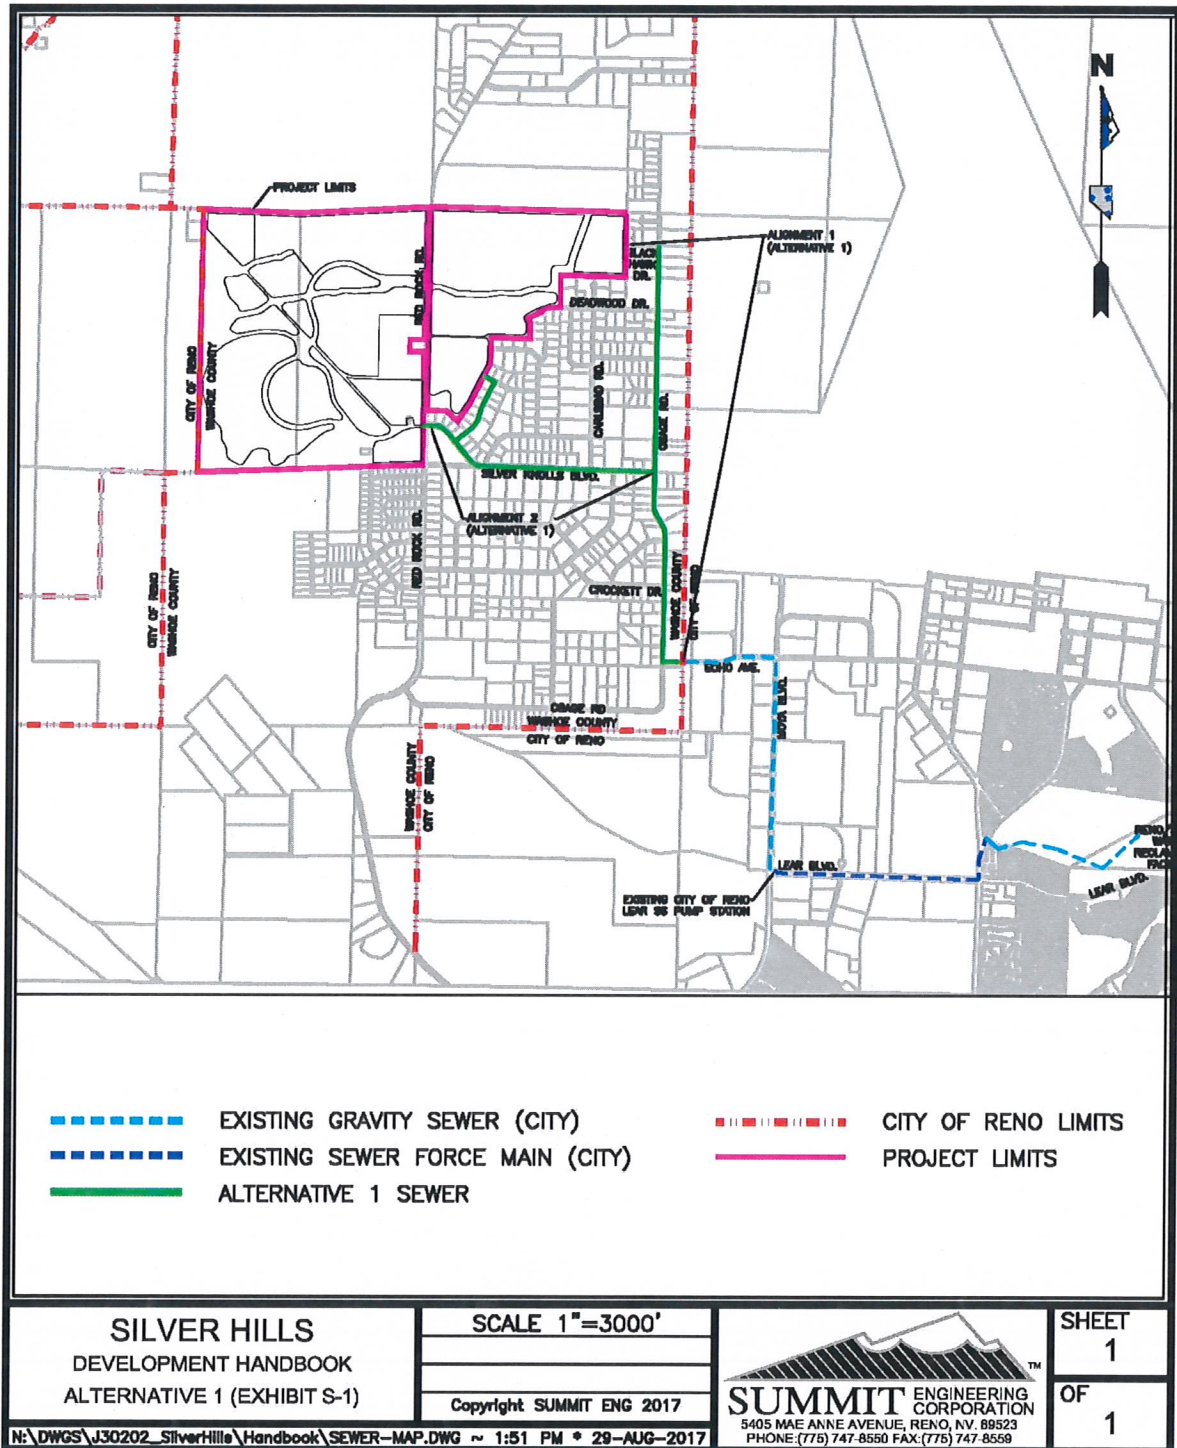 N
PROJECT LIMITS
ALIGNMENT 1
(ALTERNATIVE 1)
RED ROCK RD.
BLACK
HAWK
DR.
DEADWOOD DR.
CITY OF RENO
WASHOE COUNTY
CARLSBAD RD.
OSAGE RD.
SILVER KNOLLS BLVD.
ALIGNMENT 2
(ALTERNATIVE 1)
RED ROCK RD.
CROCKETT DR.
WASHOE COUNTY
CITY OF RENO
CITY OF RENO
WASHOE COUNTY
ECHO AVE.
MOYA BLVD.
OSAGE RD
WASHOE COUNTY
CITY OF RENO
WASHOE COUNTY
CITY OF RENO
LEAR BLVD.
LEAR BLVD.
EXISTING CITY OF RENO
LEAR SS PUMP STATION
EXISTING GRAVITY SEWER (CITY)
EXISTING SEWER FORCE MAIN (CITY)
ALTERNATIVE 1 SEWER
CITY OF RENO LIMITS
PROJECT LIMITS
SILVER HILLS
DEVELOPMENT HANDBOOK
ALTERNATIVE 1 (EXHIBIT S-1)
SCALE 1"=3000'
Copyright SUMMIT ENG 2017
TM
SUMMIT ENGINEERING
CORPORATION
5405 MAE ANNE AVENUE, RENO, NV. 89523
PHONE:(775) 747-8550 FAX:(775) 747-8559
SHEET
1
OF
1
N:\DWGS\J30202_SilverHills\Handbook\SEWER-MAP.DWG ~ 1:51 PM * 29-AUG-2017